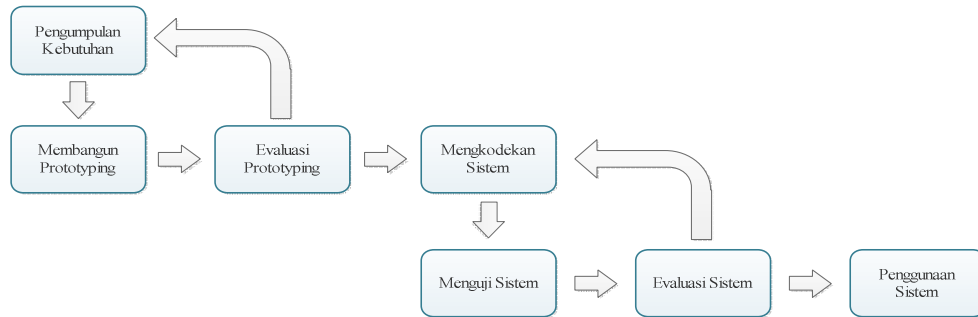 Pengumpulan
Kebutuhan
Membangun
Prototyping
Evaluasi
Prototyping
Mengkodekan
Sistem
Menguji Sistem
Evaluasi Sistem
Penggunaan
Sistem